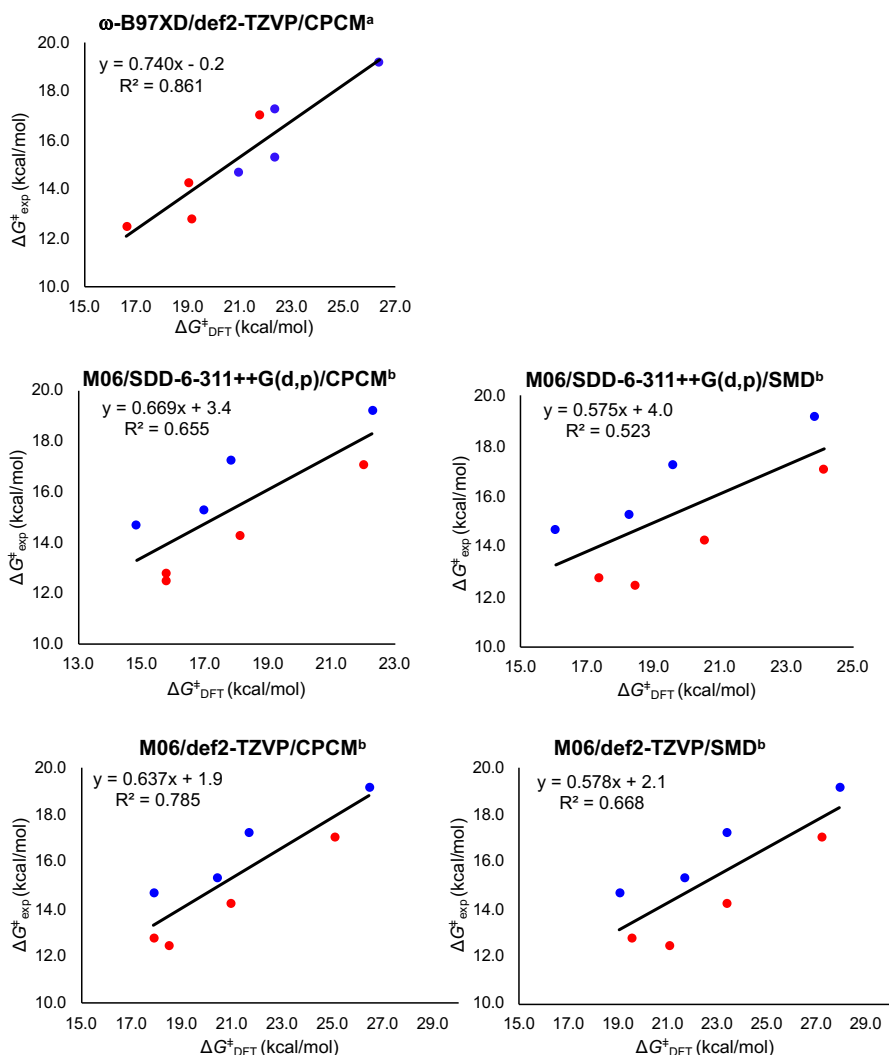 ω-B97XD/def2-TZVP/CPCMᵃ
y = 0.740x - 0.2
R² = 0.861
20.0
18.0
16.0
14.0
12.0
10.0
ΔG‡exp (kcal/mol)
15.0 17.0 19.0 21.0 23.0 25.0 27.0
ΔG‡DFT (kcal/mol)
M06/SDD-6-311++G(d,p)/CPCMᵇ
y = 0.669x + 3.4
R² = 0.655
20.0
18.0
16.0
14.0
12.0
10.0
ΔG‡exp (kcal/mol)
13.0 15.0 17.0 19.0 21.0 23.0
ΔG‡DFT (kcal/mol)
M06/SDD-6-311++G(d,p)/SMDᵇ
y = 0.575x + 4.0
R² = 0.523
20.0
18.0
16.0
14.0
12.0
10.0
ΔG‡exp (kcal/mol)
15.0 17.0 19.0 21.0 23.0 25.0
ΔG‡DFT (kcal/mol)
M06/def2-TZVP/CPCMᵇ
y = 0.637x + 1.9
R² = 0.785
20.0
18.0
16.0
14.0
12.0
10.0
ΔG‡exp (kcal/mol)
15.0 17.0 19.0 21.0 23.0 25.0 27.0 29.0
ΔG‡DFT (kcal/mol)
M06/def2-TZVP/SMDᵇ
y = 0.578x + 2.1
R² = 0.668
20.0
18.0
16.0
14.0
12.0
10.0
ΔG‡exp (kcal/mol)
15.0 17.0 19.0 21.0 23.0 25.0 27.0 29.0
ΔG‡DFT (kcal/mol)